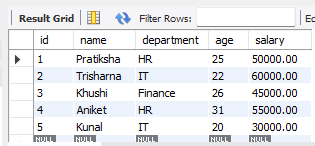 Result Grid Filter Rows:
id name department age salary
1 Pratiksha HR 25 50000.00
2 Trisharna IT 22 60000.00
3 Khushi Finance 26 45000.00
4 Aniket HR 31 55000.00
5 Kunal IT 20 30000.00
NULL NULL NULL NULL NULL